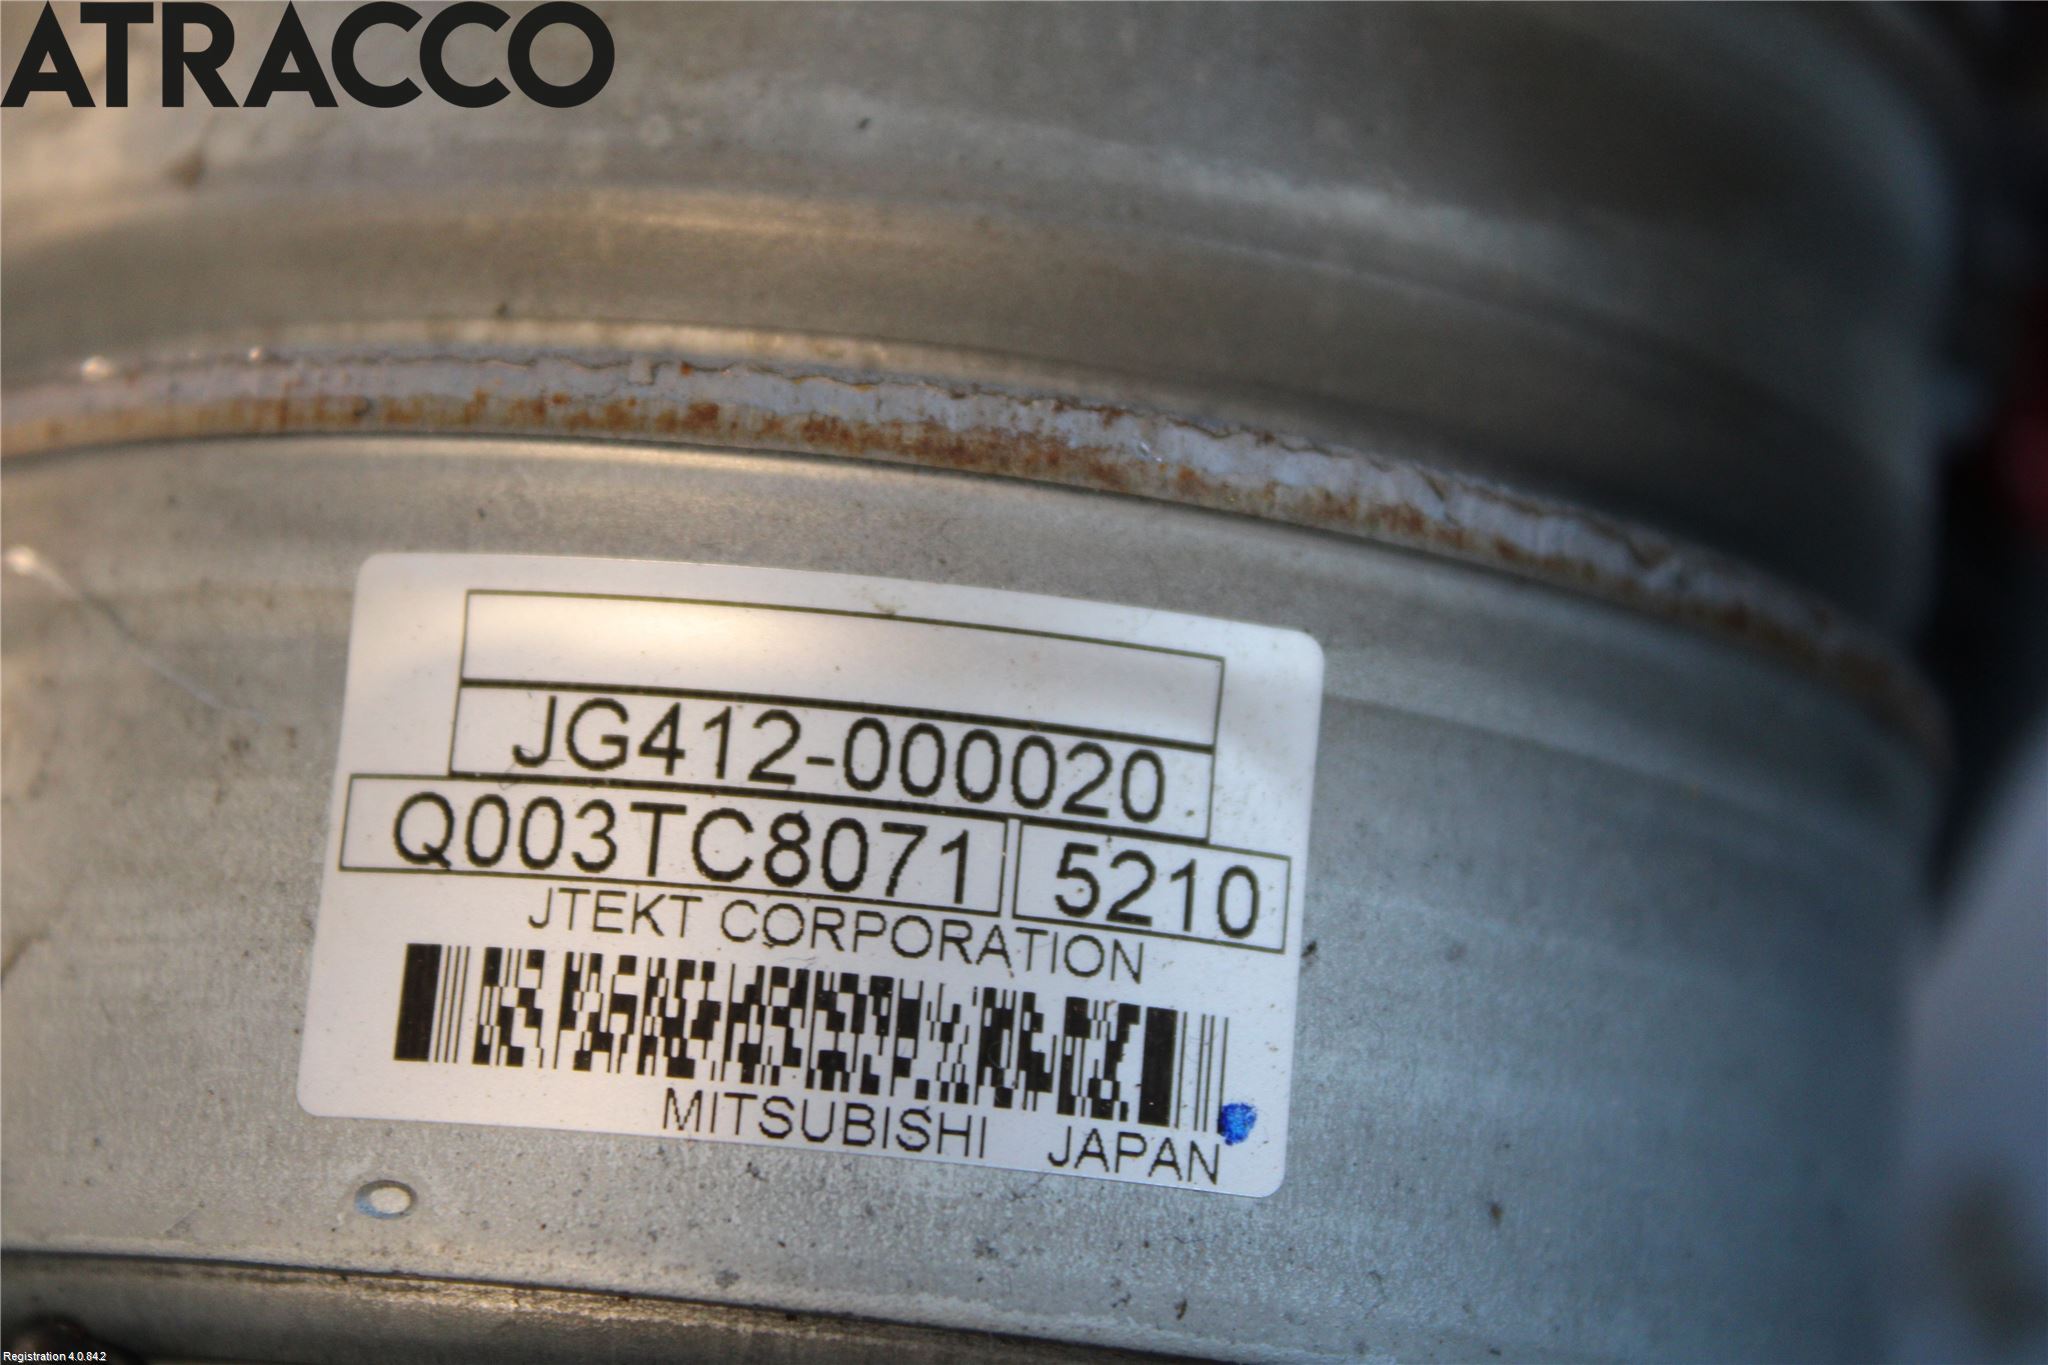 ATRACCO
JG412-000020
Q003TC8071 5210
JTEKT CORPORATION
MITSUBISHI JAPAN
Registration 4.0.84.2